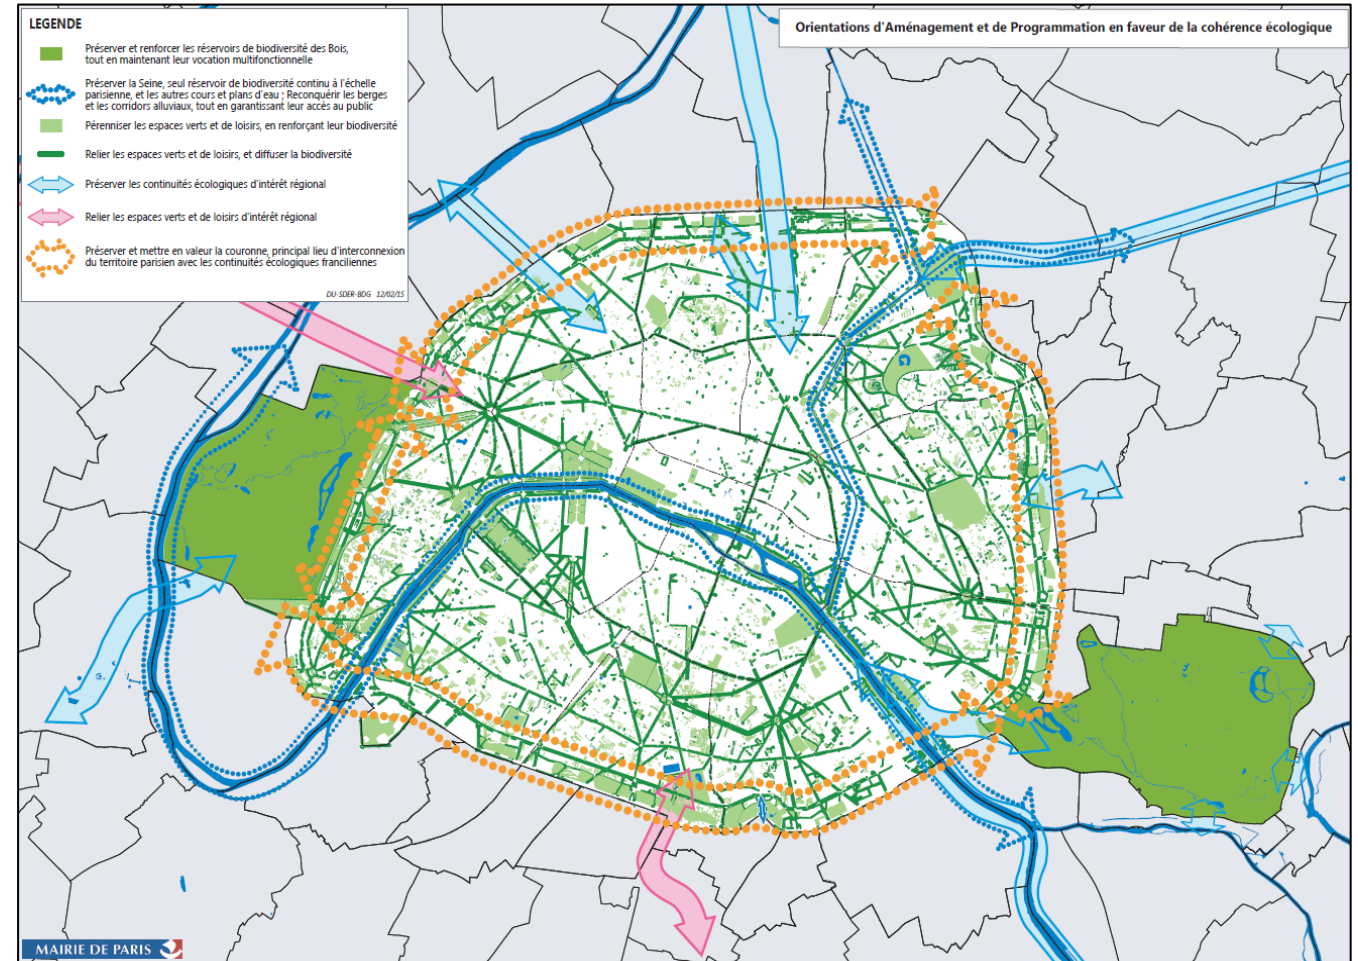 Orientations d'Aménagement et de Programmation en faveur de la cohérence écologique
LEGENDE
Préserver et renforcer les réservoirs de biodiversité des Bois,
tout en maintenant leur vocation multifonctionnelle
Préserver la Seine, seul réservoir de biodiversité continu à l'échelle
parisienne, et les autres cours et plans d'eau ; Reconquérir les berges
et les corridors alluviaux, tout en garantissant leur accès au public
Pérenniser les espaces verts et de loisirs, en renforçant leur biodiversité
Relier les espaces verts et de loisirs, et diffuser la biodiversité
Préserver les continuités écologiques d'intérêt régional
Relier les espaces verts et de loisirs d'intérêt régional
Préserver et mettre en valeur la couronne, principal lieu d'interconnexion
du territoire parisien avec les continuités écologiques franciliennes
DU-SDER-BDG 12/02/15
MAIRIE DE PARIS